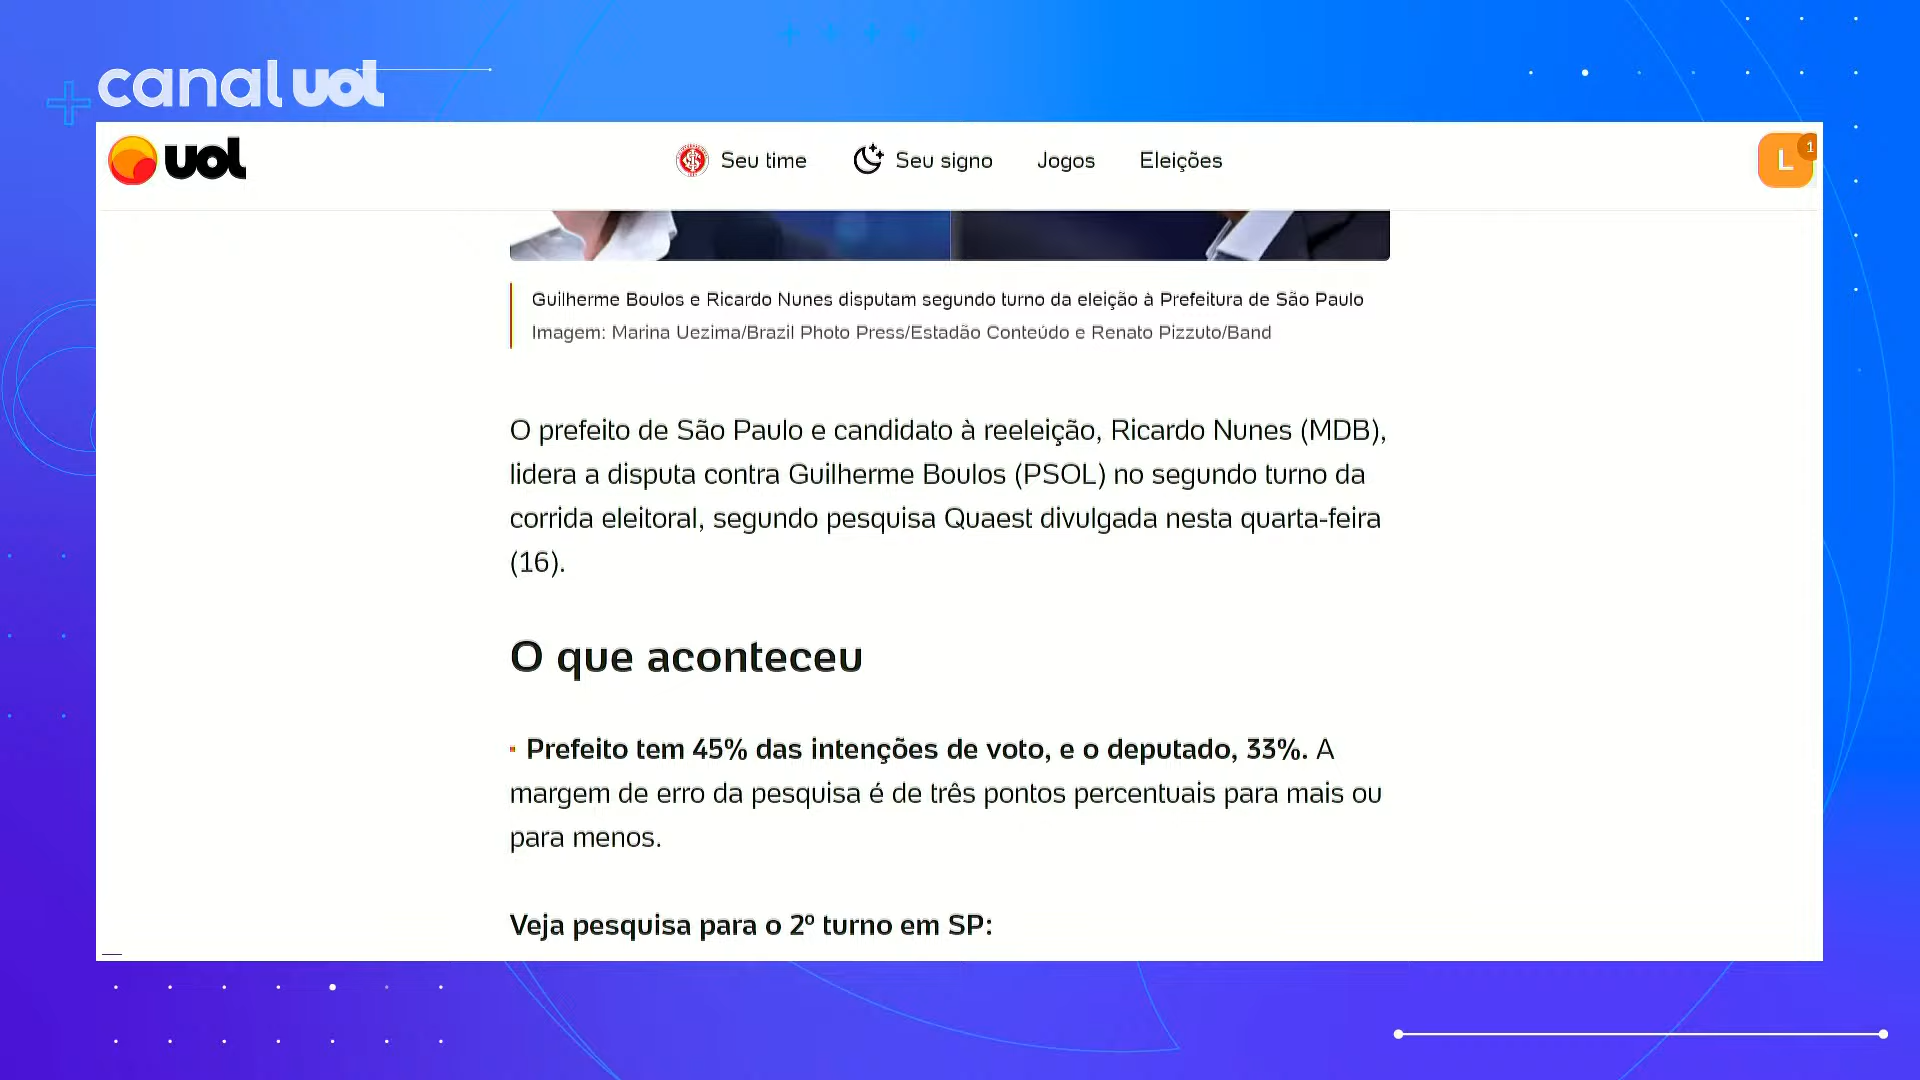 canal uol
uol
Seu time
Seu signo
Jogos
Eleições
L
1
Guilherme Boulos e Ricardo Nunes disputam segundo turno da eleição à Prefeitura de São Paulo
Imagem: Marina Uezima/Brazil Photo Press/Estadão Conteúdo e Renato Pizzuto/Band
O prefeito de São Paulo e candidato à reeleição, Ricardo Nunes (MDB),
lidera a disputa contra Guilherme Boulos (PSOL) no segundo turno da
corrida eleitoral, segundo pesquisa Quaest divulgada nesta quarta-feira
(16).
O que aconteceu
Prefeito tem 45% das intenções de voto, e o deputado, 33%. A
margem de erro da pesquisa é de três pontos percentuais para mais ou
para menos.
Veja pesquisa para o 2º turno em SP: